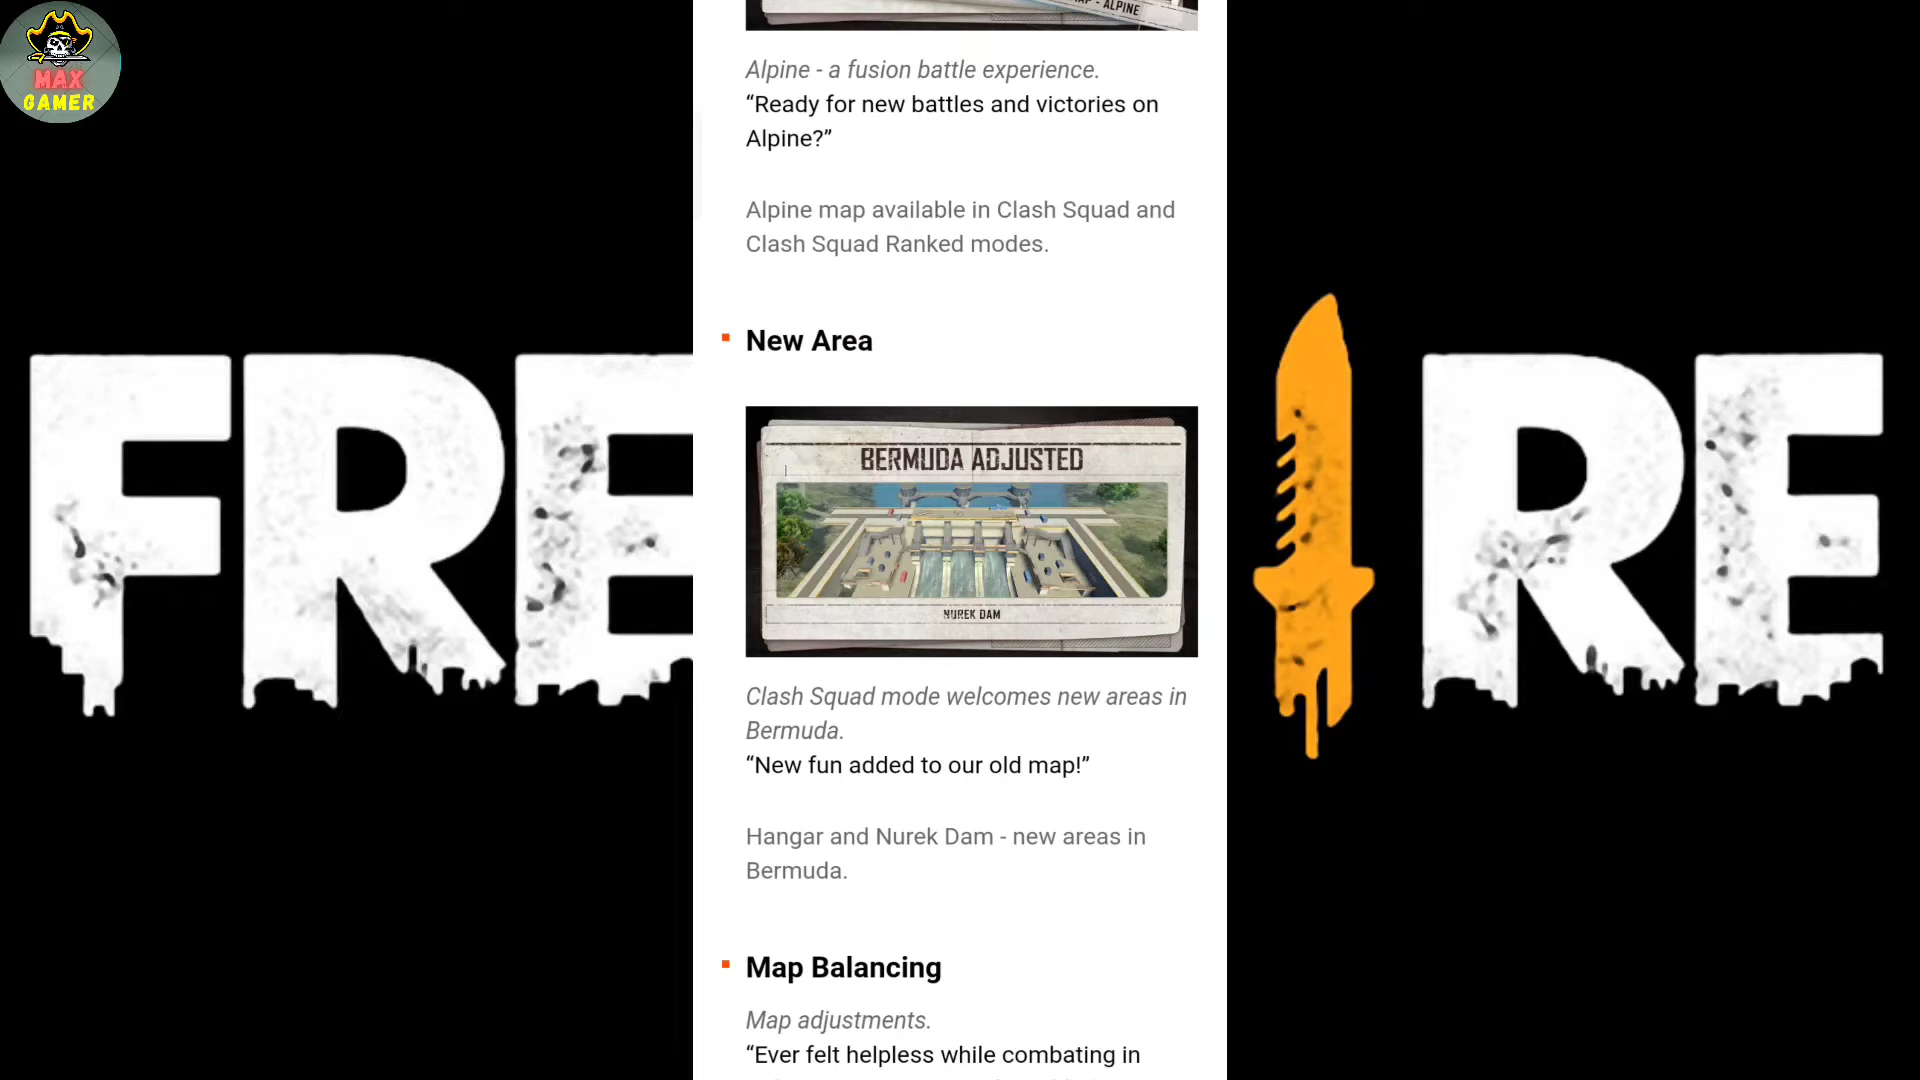 MAX
GAMER
FREE
FIRE
MAP - ALPINE
Alpine - a fusion battle experience.
“Ready for new battles and victories on
Alpine?”
Alpine map available in Clash Squad and
Clash Squad Ranked modes.
New Area
BERMUDA ADJUSTED
NUREK DAM
Clash Squad mode welcomes new areas in
Bermuda.
“New fun added to our old map!”
Hangar and Nurek Dam - new areas in
Bermuda.
Map Balancing
Map adjustments.
“Ever felt helpless while combating in